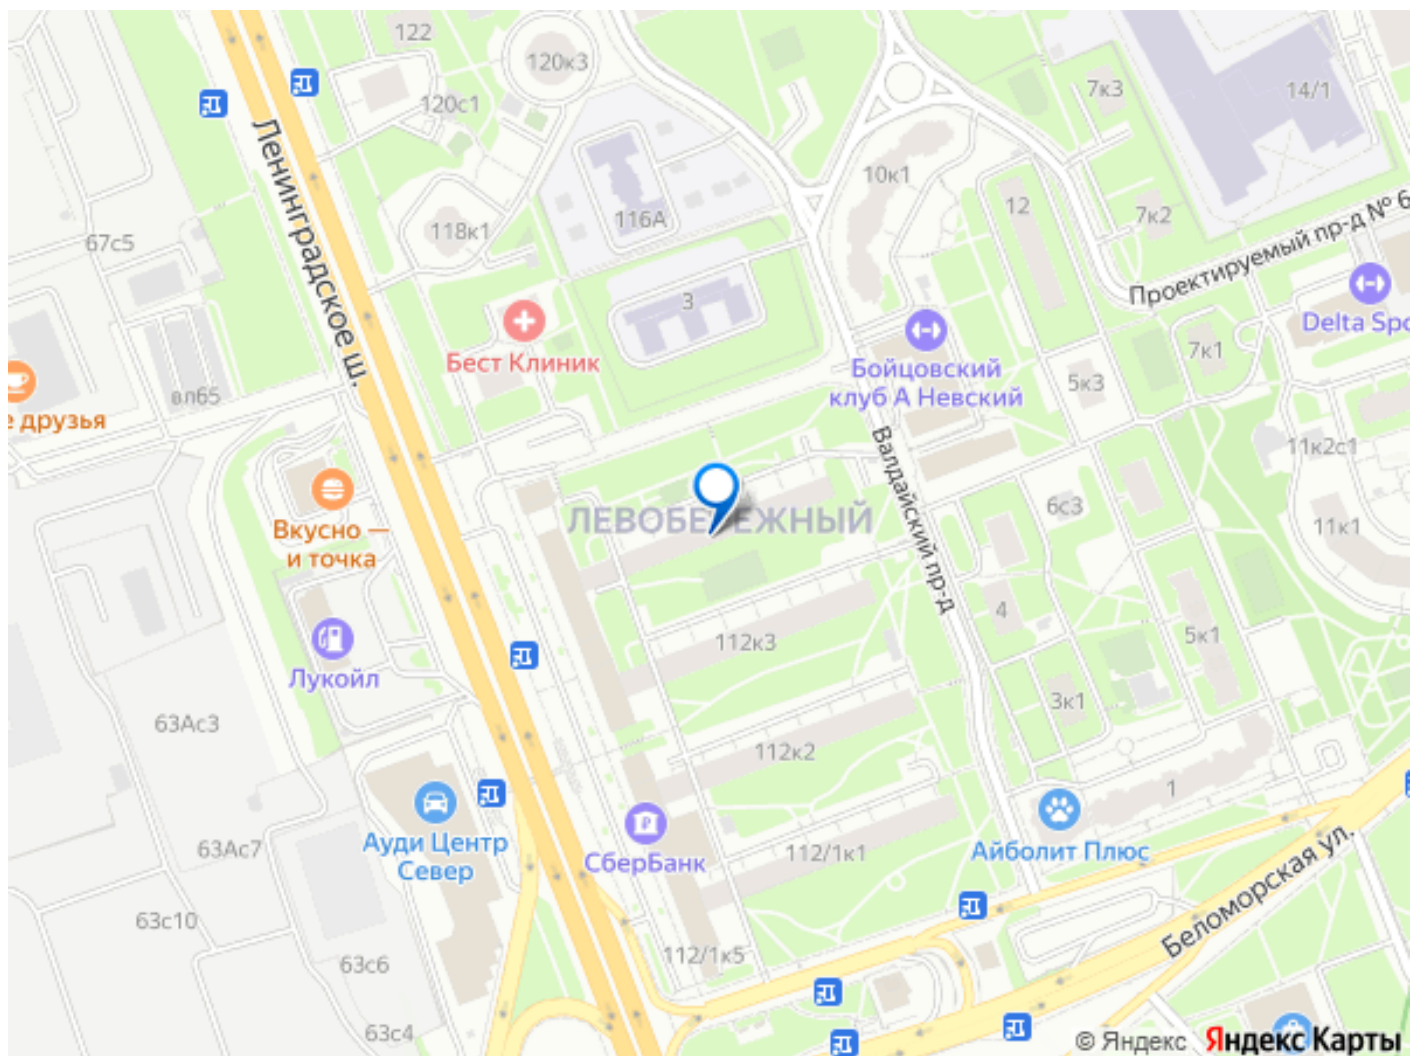 122
120к3
120с1
7к3
14/1
Ленинградское ш.
10к1
12
116А
7к2
118к1
67с5
Проектируемый пр-д № 6
3
Delta Spo
Бест Клиник
7к1
Бойцовский
клуб А Невский
5к3
вл65
е друзья
Валдайский пр-д
11к2с1
Вкусно —
и точка
ЛЕВОБЕРЕЖНЫЙ
6с3
11к1
4
5к1
112к3
Лукойл
3к1
63Ас3
112к2
1
Ауди Центр
Север
СберБанк
63Ас7
112/1к1
Айболит Плюс
Беломорская ул.
63с10
112/1к5
63с6
63с4
© Яндекс Яндекс Карты